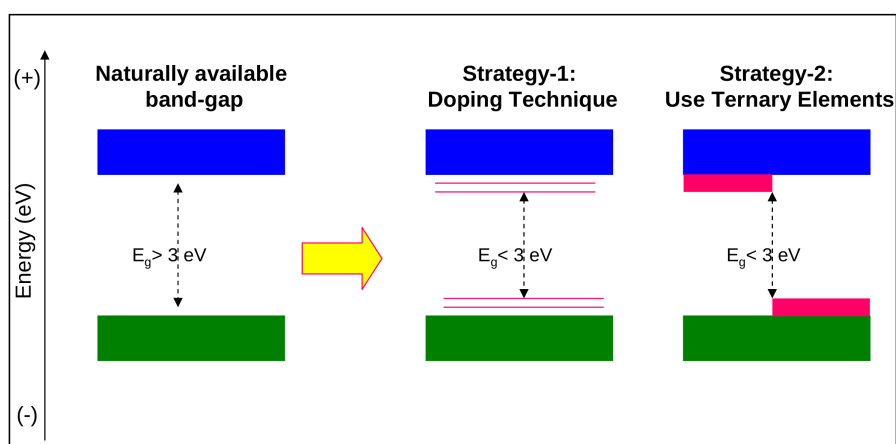 (+)
Naturally available
band-gap
Strategy-1:
Doping Technique
Strategy-2:
Use Ternary Elements
Energy (eV)
Eg> 3 eV
Eg< 3 eV
Eg< 3 eV
(-)